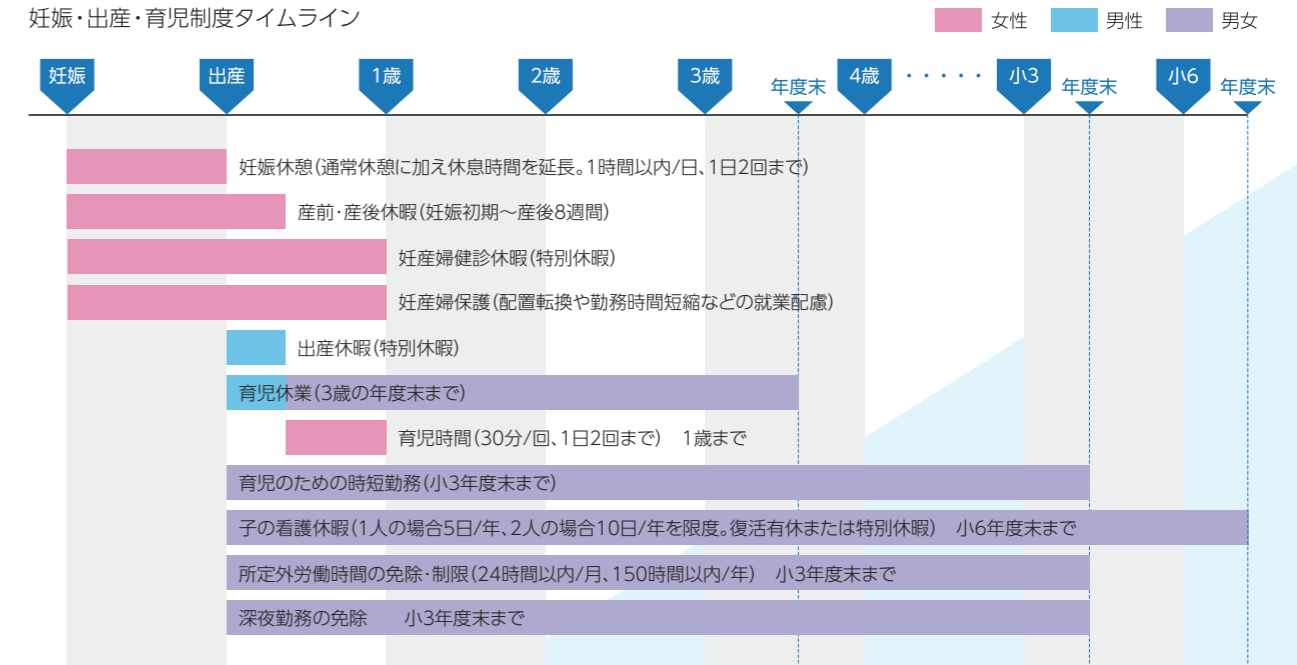 妊娠・出産・育児制度タイムライン
女性 男性 男女
妊娠 出産 1歳 2歳 3歳 年度末 4歳 ・・・・・ 小3 年度末 小6 年度末
妊娠休憩(通常休憩に加え休息時間を延長。1時間以内/日、1日2回まで)
産前・産後休暇(妊娠初期〜産後8週間)
妊産婦健診休暇(特別休暇)
妊産婦保護(配置転換や勤務時間短縮などの就業配慮)
出産休暇(特別休暇)
育児休業(3歳の年度末まで)
育児時間(30分/回、1日2回まで) 1歳まで
育児のための時短勤務(小3年度末まで)
子の看護休暇(1人の場合5日/年、2人の場合10日/年を限度。復活有休または特別休暇) 小6年度末まで
所定外労働時間の免除・制限(24時間以内/月、150時間以内/年) 小3年度末まで
深夜勤務の免除 小3年度末まで